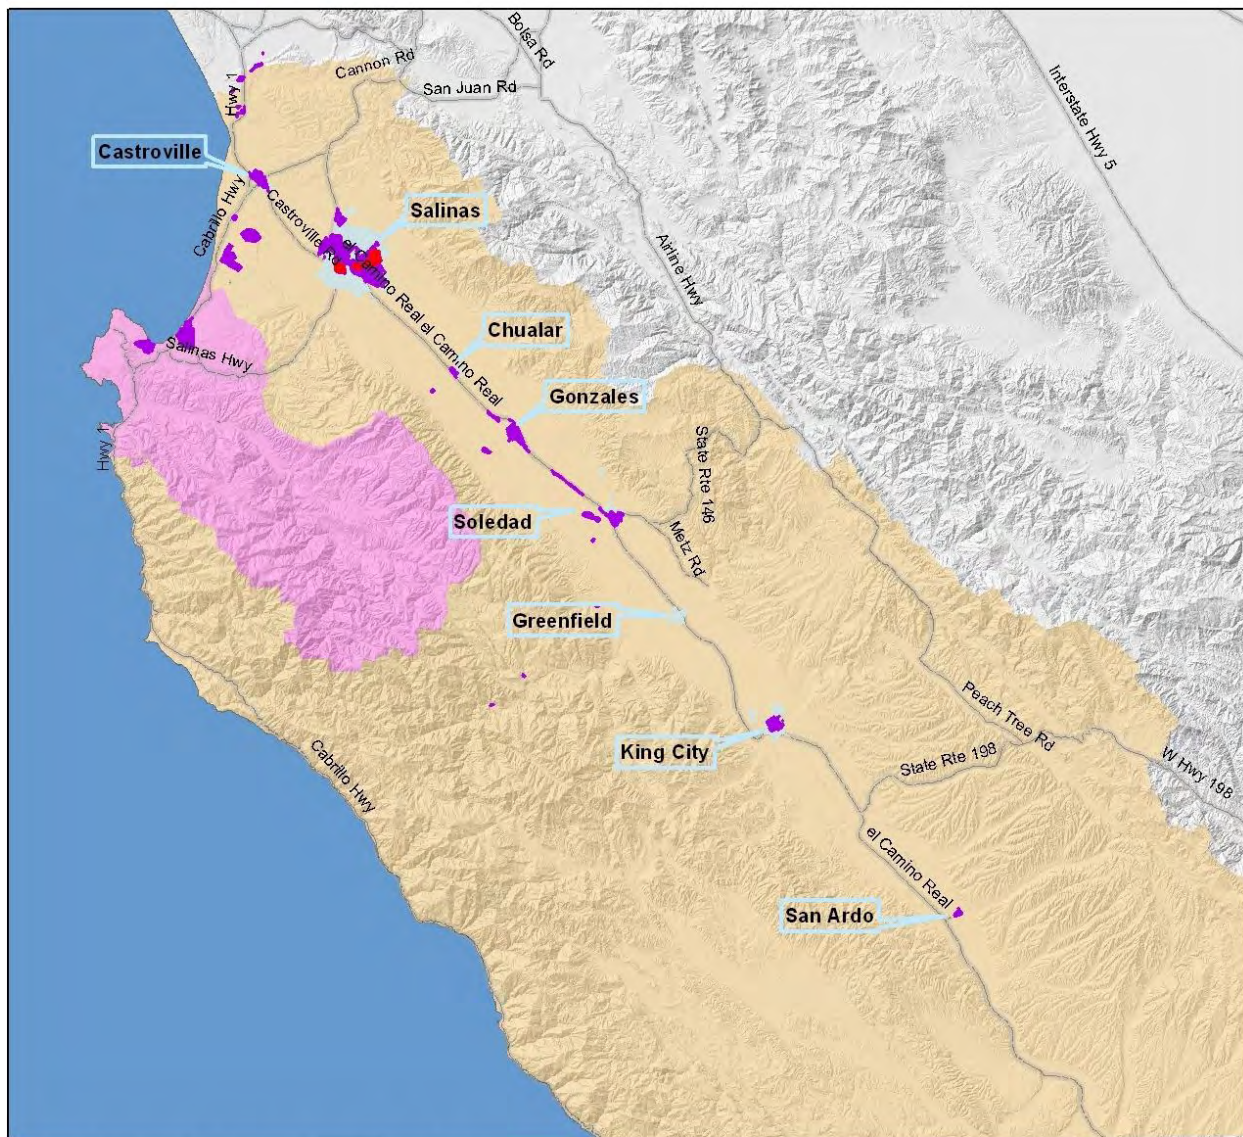 Bolsa Rd
Cannon Rd
San Juan Rd
Hwy 1
Interstate Hwy 5
Castroville
Cabrillo Hwy
Castroville Rd
Salinas
el Camino Real
el Camino Real
Airline Hwy
Chualar
Salinas Hwy
Gonzales
Hwy 1
State Rte 146
Soledad
Metz Rd
Greenfield
Peach Tree Rd
King City
State Rte 198
W Hwy 198
Cabrillo Hwy
el Camino Real
San Ardo